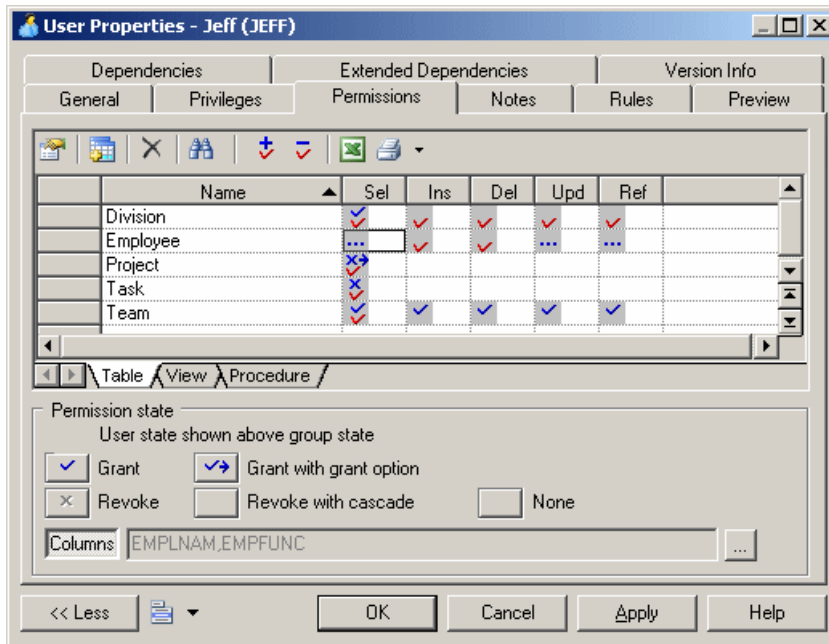 User Properties - Jeff (JEFF)
Dependencies Extended Dependencies Version Info
General Privileges Permissions Notes Rules Preview
Name Sel Ins Del Upd Ref
Division
Employee ... ... ...
Project
Task
Team
Table View Procedure
Permission state
User state shown above group state
Grant Grant with grant option
Revoke Revoke with cascade None
Columns EMPLNAM,EMPFUNC ...
<< Less OK Cancel Apply Help